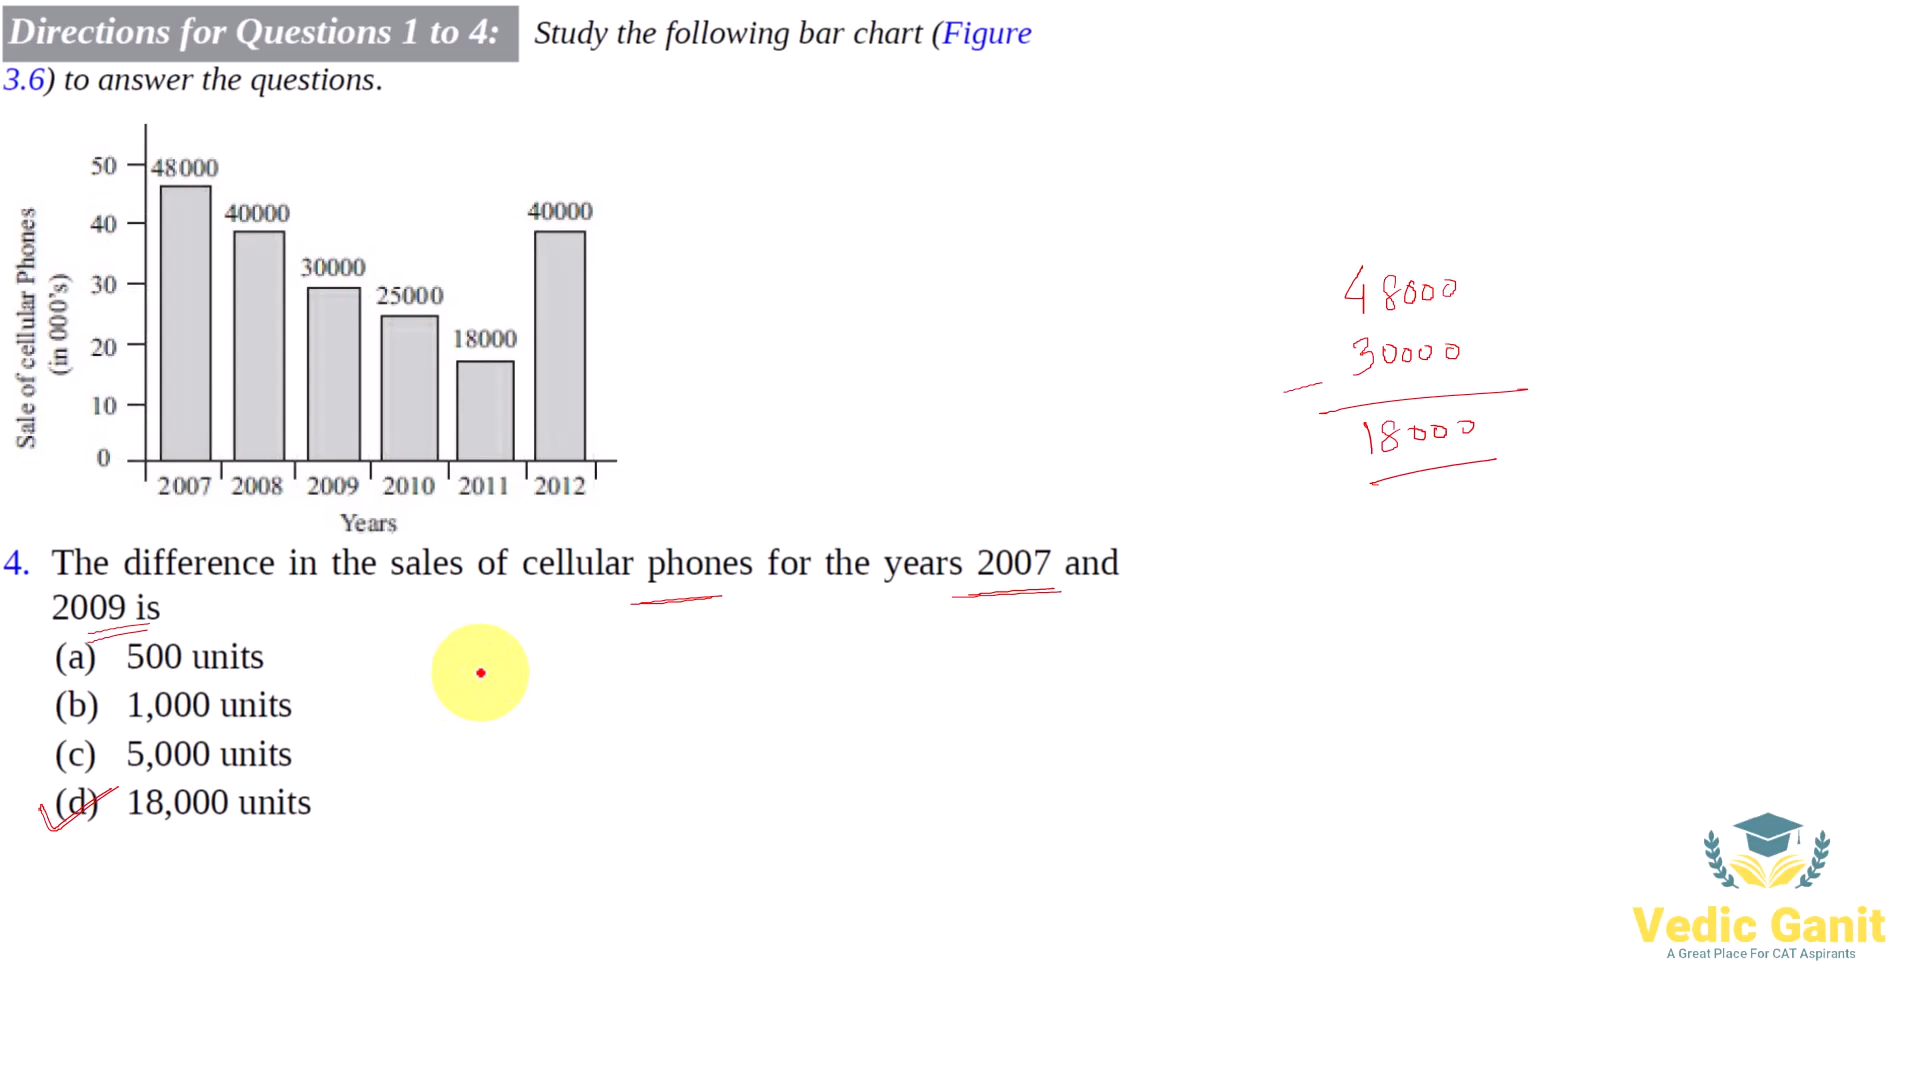 Directions for Questions 1 to 4: Study the following bar chart (Figure
3.6) to answer the questions.
Sale of cellular Phones
(in 000's)
50
40
30
20
10
0
48000
40000
30000
25000
18000
40000
2007 2008 2009 2010 2011 2012
Years
48000
30000
18000
4. The difference in the sales of cellular phones for the years 2007 and
2009 is
(a) 500 units
(b) 1,000 units
(c) 5,000 units
(d) 18,000 units
Vedic Ganit
A Great Place For CAT Aspirants